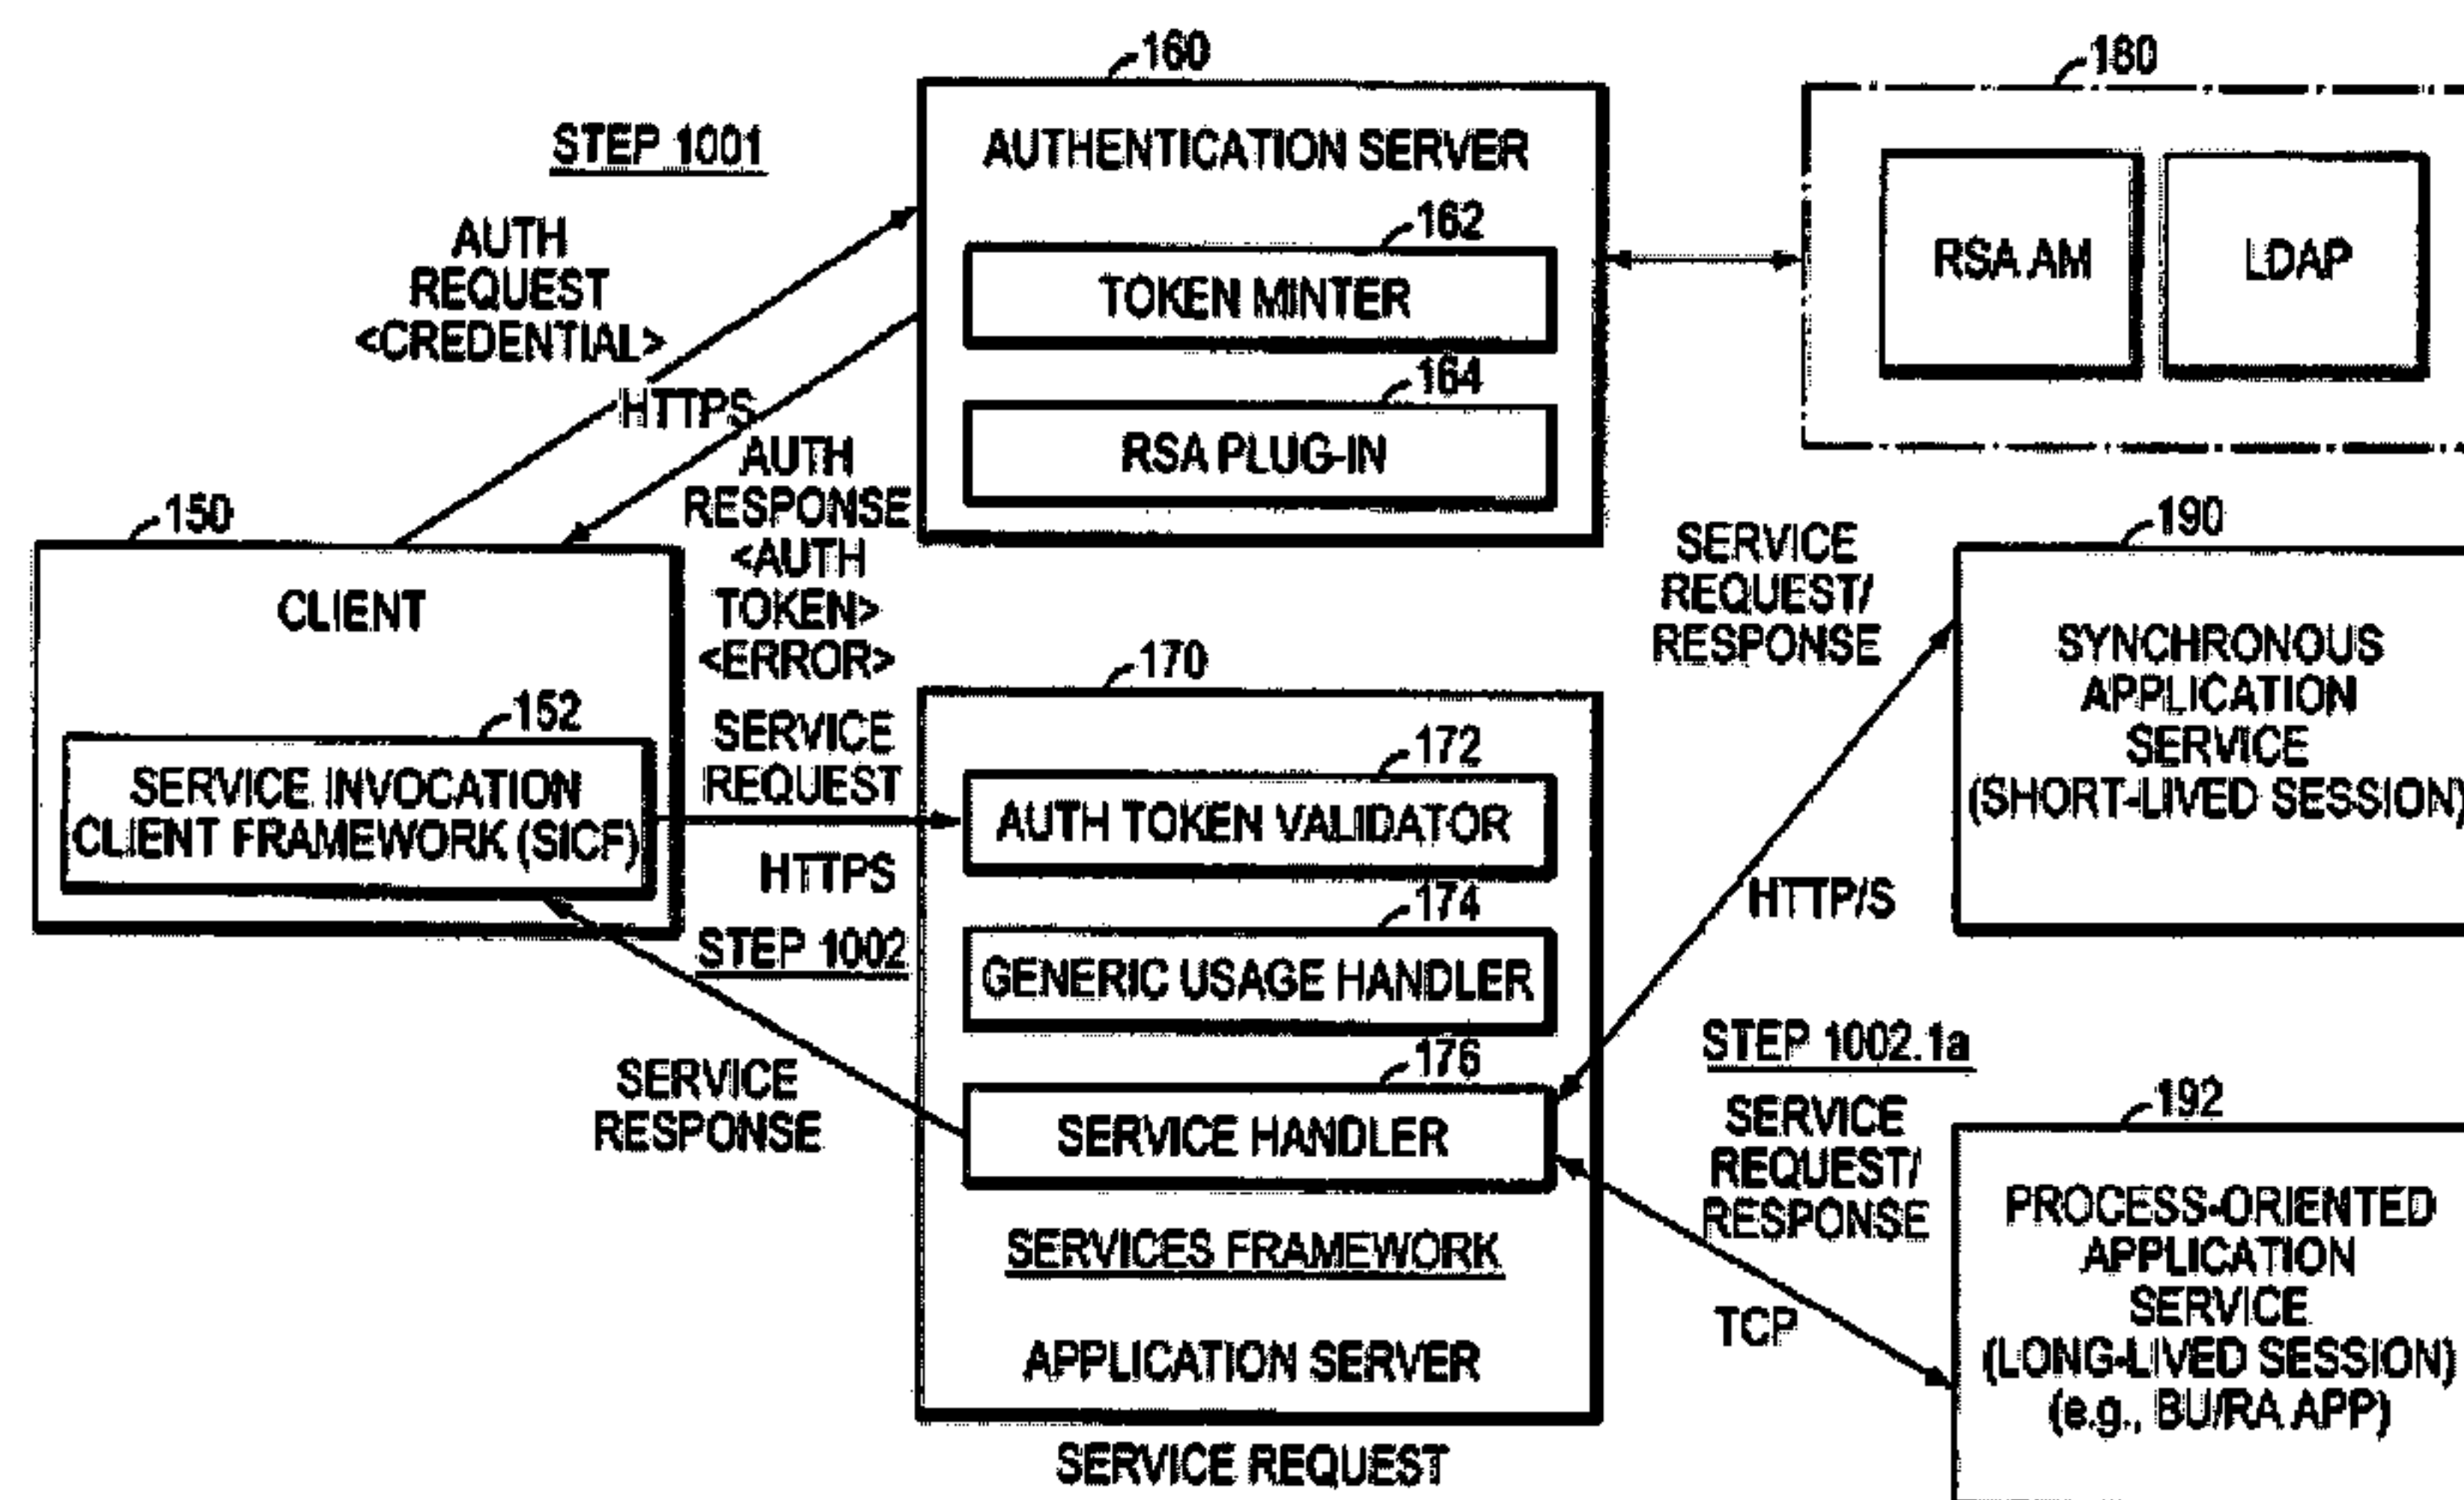 160
180
STEP 1001
AUTHENTICATION SERVER
AUTH
REQUEST
<CREDENTIAL>
HTTPS
162
TOKEN MINTER
164
RSA PLUG-IN
RSA AM
LDAP
AUTH
RESPONSE
<AUTH
TOKEN>
<ERROR>
150
CLIENT
152
SERVICE INVOCATION
CLIENT FRAMEWORK (SICF)
SERVICE
REQUEST
HTTPS
STEP 1002
SERVICE
RESPONSE
170
172
AUTH TOKEN VALIDATOR
174
GENERIC USAGE HANDLER
176
SERVICE HANDLER
SERVICES FRAMEWORK
APPLICATION SERVER
SERVICE REQUEST
SERVICE
REQUEST/
RESPONSE
HTTP/S
190
SYNCHRONOUS
APPLICATION
SERVICE
(SHORT-LIVED SESSION)
STEP 1002.1a
SERVICE
REQUEST/
RESPONSE
TCP
192
PROCESS-ORIENTED
APPLICATION
SERVICE
(LONG-LIVED SESSION)
(e.g., BU/RA APP)